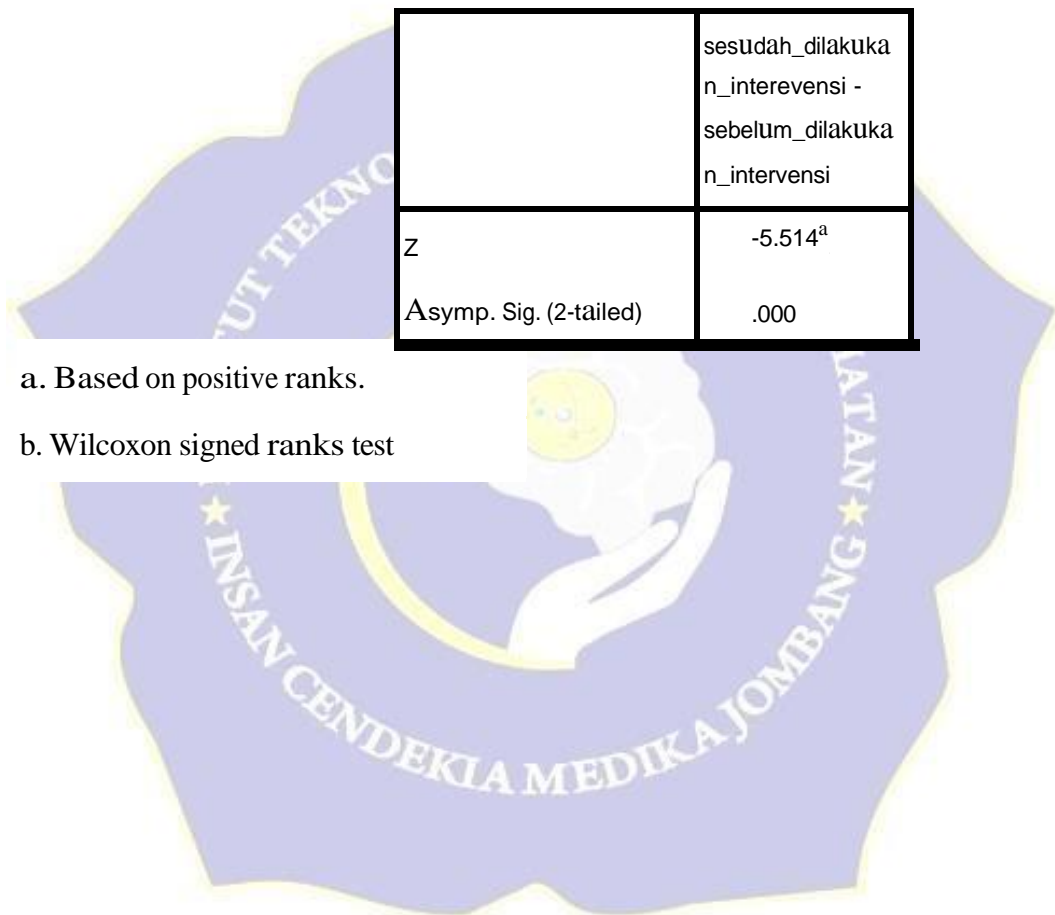 sesudah_dilakuka
n_interevensi -
sebelum_dilakuka
n_intervensi
Z -5.514a
Asymp. Sig. (2-tailed) .000
a. Based on positive ranks.
b. Wilcoxon signed ranks test
INSAN CENDEKIA MEDIKA JOMBANG